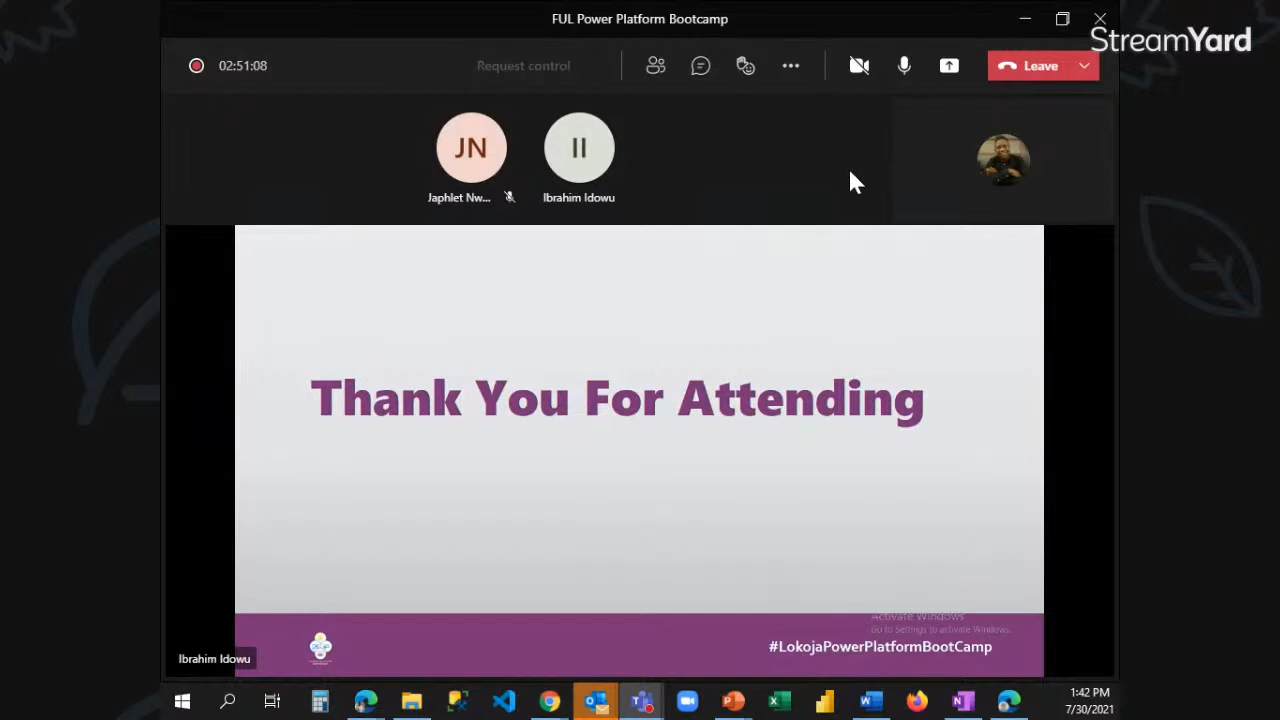 FUL Power Platform Bootcamp
StreamYard
02:51:08
Request control
Leave
JN
II
Japhlet Nw...
Ibrahim Idowu
Thank You For Attending
Activate Windows
Go to Settings to activate Windows.
#LokojaPowerPlatformBootCamp
Ibrahim Idowu
1:42 PM
7/30/2021